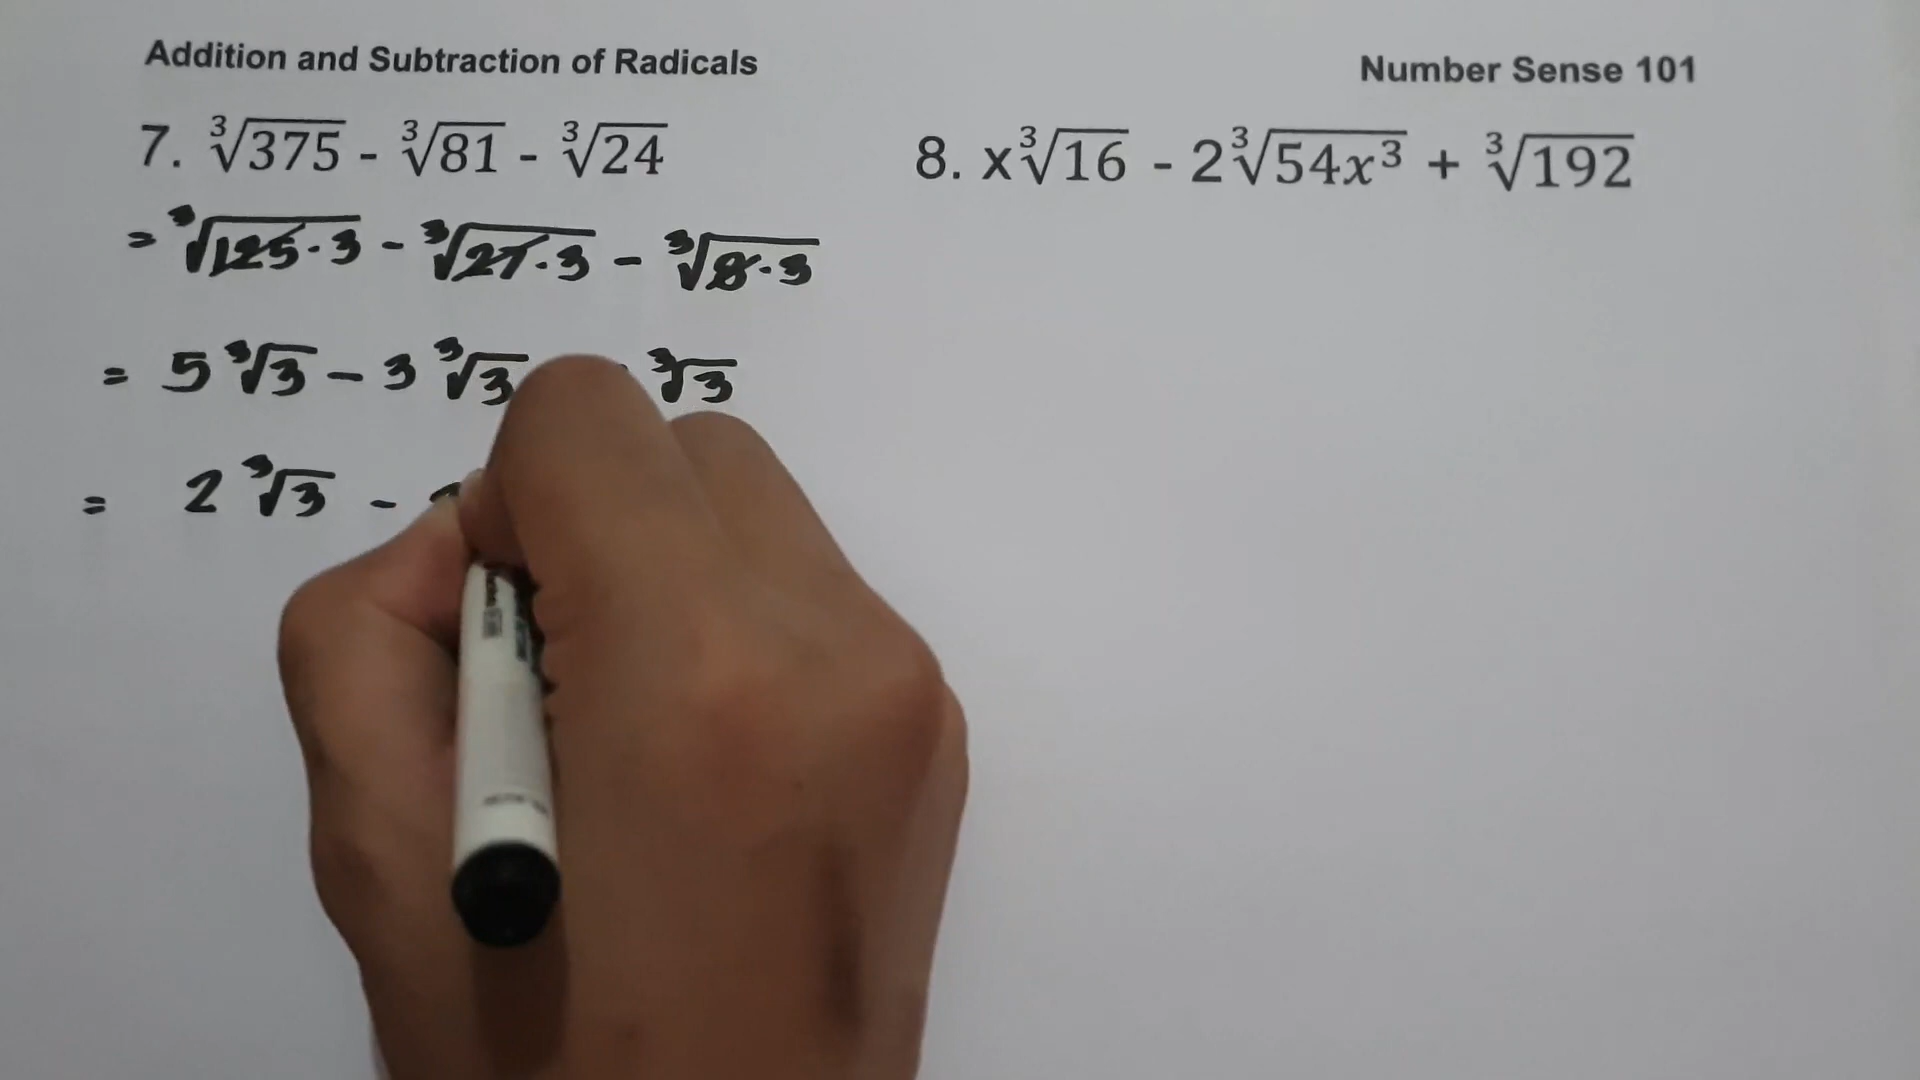 Addition and Subtraction of Radicals
Number Sense 101
7. ∛375 - ∛81 - ∛24
= ∛125·3 - ∛27·3 - ∛8·3
= 5∛3 - 3∛3 ∛3
= 2∛3 -
8. x∛16 - 2∛54x³ + ∛192